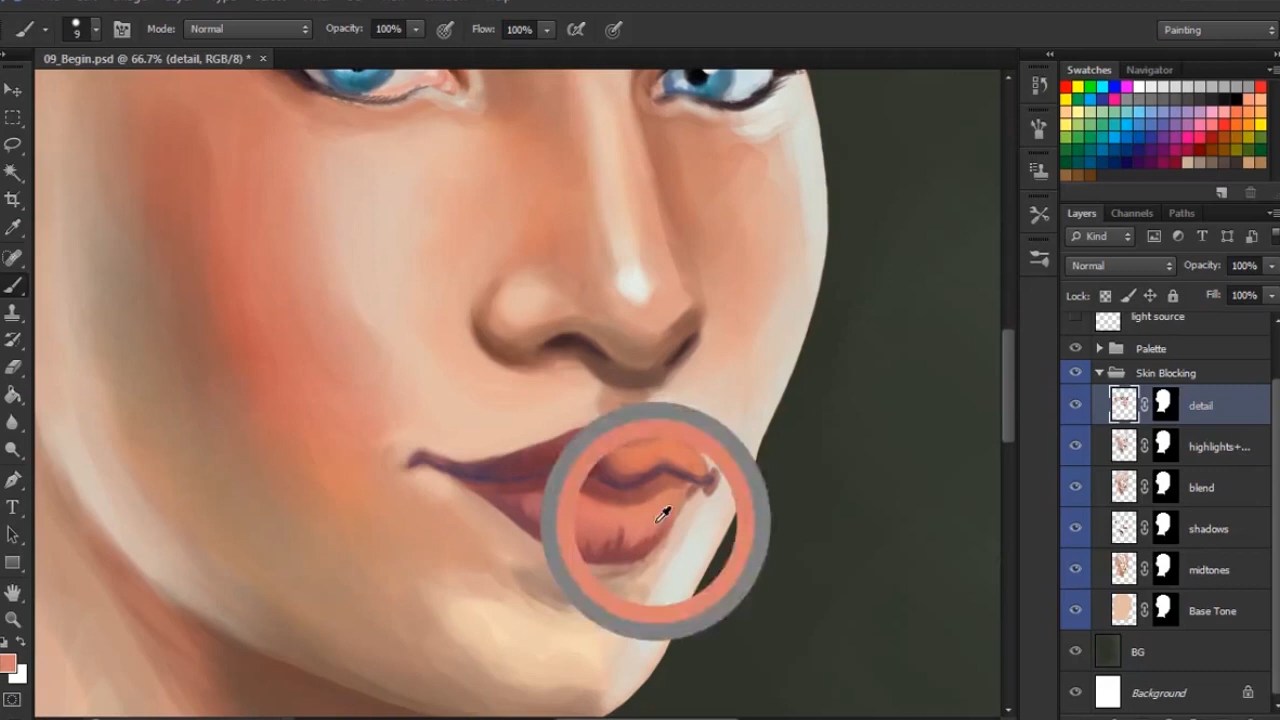 9 Mode: Normal Opacity: 100% Flow: 100% Painting
09_Begin.psd @ 66.7% (detail, RGB/8) * ×
Swatches Navigator
Layers Channels Paths
Kind
Normal Opacity: 100%
Lock: Fill: 100%
light source
Palette
Skin Blocking
detail
highlights+...
blend
shadows
midtones
Base Tone
BG
Background